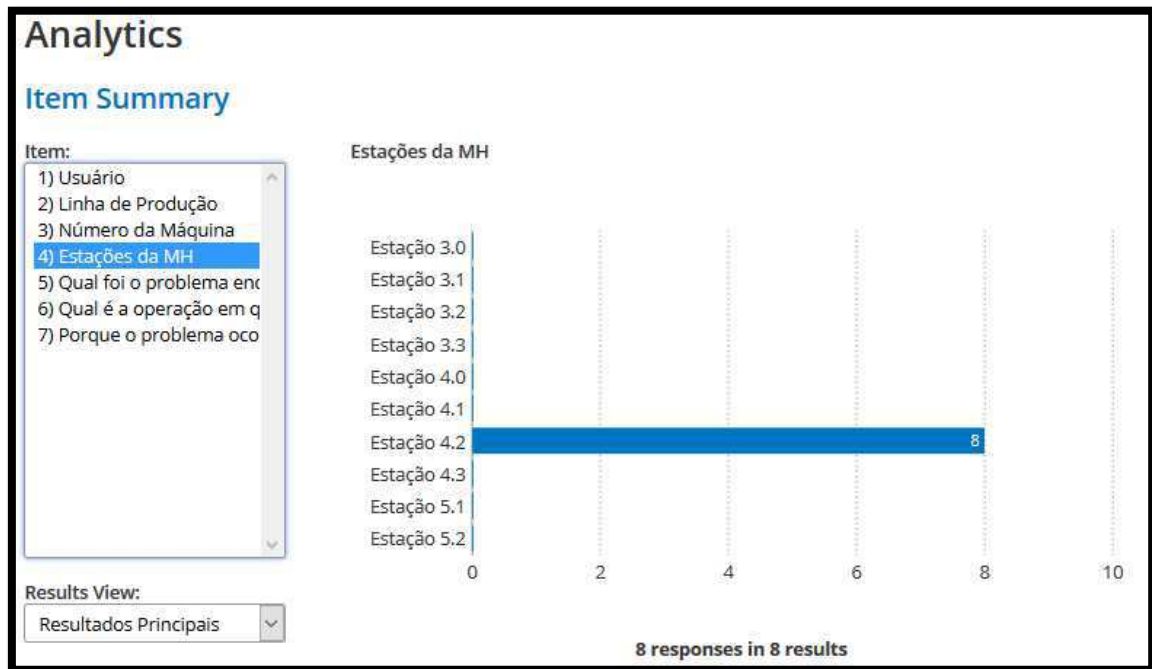 Analytics
Item Summary
Item:
1) Usuário
2) Linha de Produção
3) Número da Máquina
4) Estações da MH
5) Qual foi o problema enc
6) Qual é a operação em q
7) Porque o problema oco
Results View:
Resultados Principais
Estações da MH
Estação 3.0
Estação 3.1
Estação 3.2
Estação 3.3
Estação 4.0
Estação 4.1
Estação 4.2 8
Estação 4.3
Estação 5.1
Estação 5.2
0 2 4 6 8 10
8 responses in 8 results